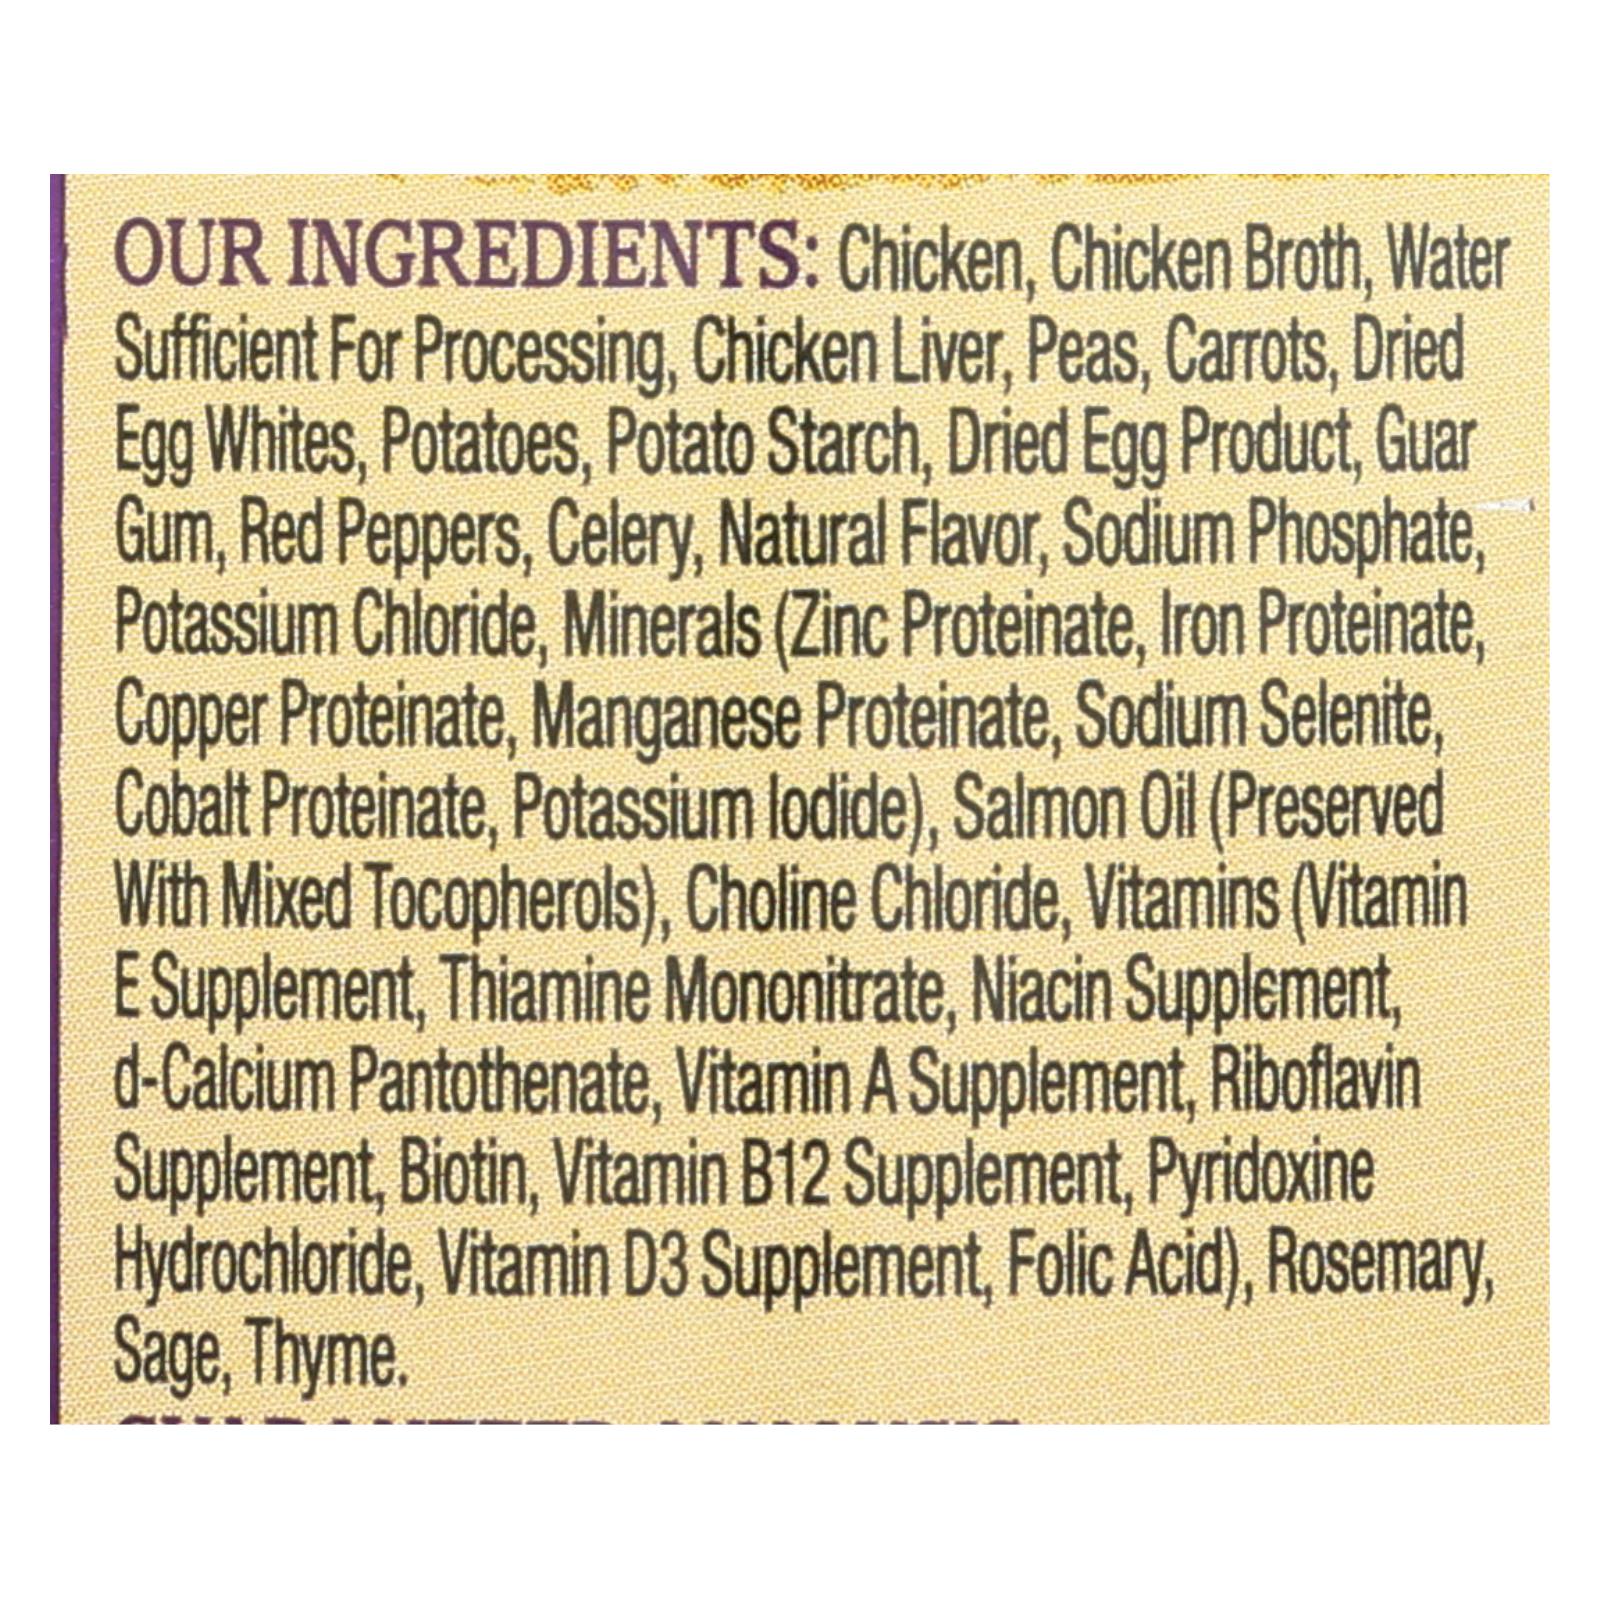 OUR INGREDIENTS: Chicken, Chicken Broth, Water
Sufficient For Processing, Chicken Liver, Peas, Carrots, Dried
Egg Whites, Potatoes, Potato Starch, Dried Egg Product, Guar
Gum, Red Peppers, Celery, Natural Flavor, Sodium Phosphate,
Potassium Chloride, Minerals (Zinc Proteinate, Iron Proteinate,
Copper Proteinate, Manganese Proteinate, Sodium Selenite,
Cobalt Proteinate, Potassium Iodide), Salmon Oil (Preserved
With Mixed Tocopherols), Choline Chloride, Vitamins (Vitamin
E Supplement, Thiamine Mononitrate, Niacin Supplement,
d-Calcium Pantothenate, Vitamin A Supplement, Riboflavin
Supplement, Biotin, Vitamin B12 Supplement, Pyridoxine
Hydrochloride, Vitamin D3 Supplement, Folic Acid), Rosemary,
Sage, Thyme.